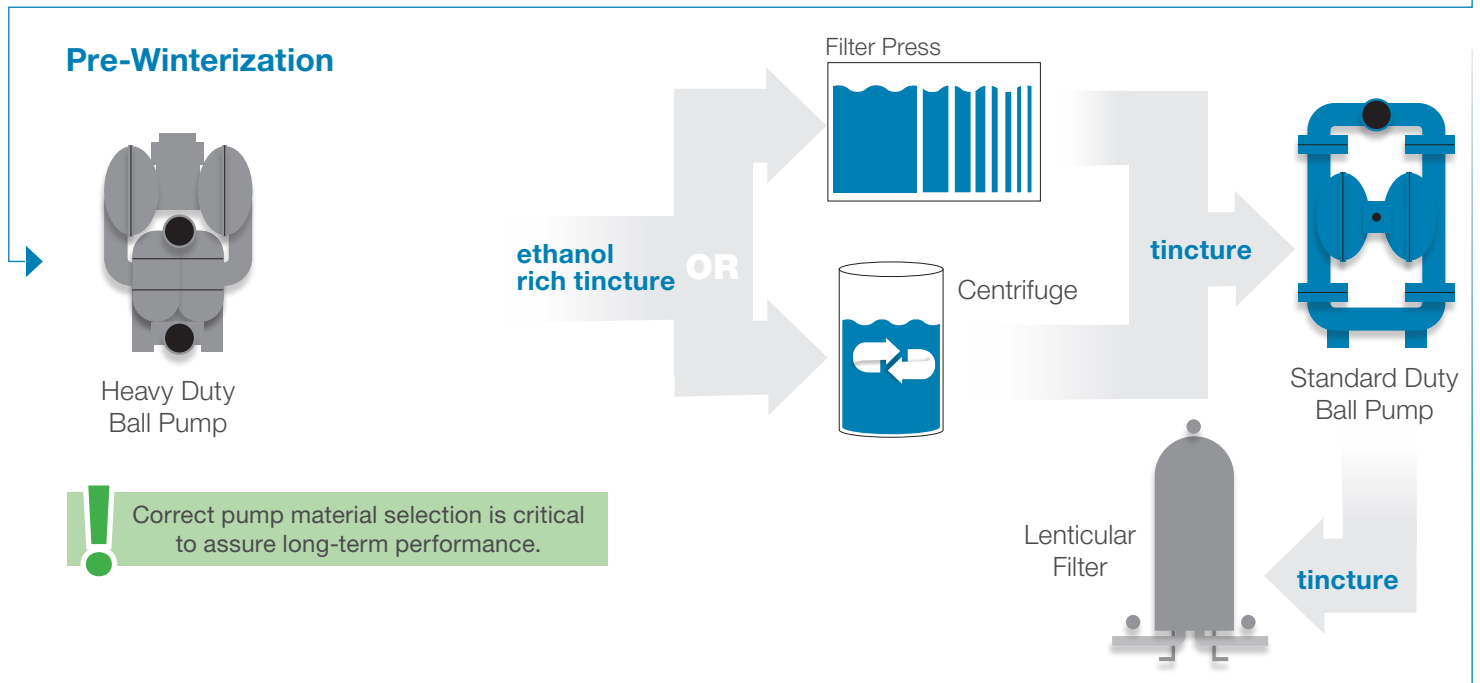 Pre-Winterization
Heavy Duty
Ball Pump
Correct pump material selection is critical
to assure long-term performance.
ethanol
rich tincture
OR
Filter Press
Centrifuge
tincture
Standard Duty
Ball Pump
tincture
Lenticular
Filter